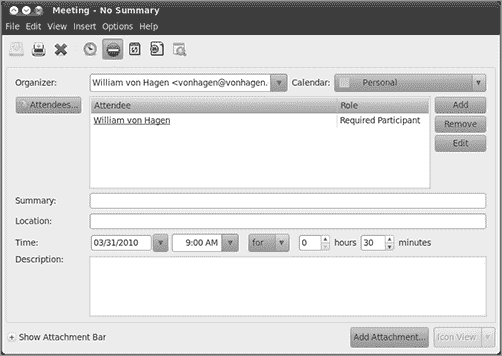 Meeting - No Summary
File Edit View Insert Options Help
Organizer: William von Hagen <vonhagen@vonhagen. Calendar: Personal
Attendees... Attendee Role Add
William von Hagen Required Participant Remove
Edit
Summary:
Location:
Time: 03/31/2010 9:00 AM for 0 hours 30 minutes
Description:
Show Attachment Bar Add Attachment... Icon View